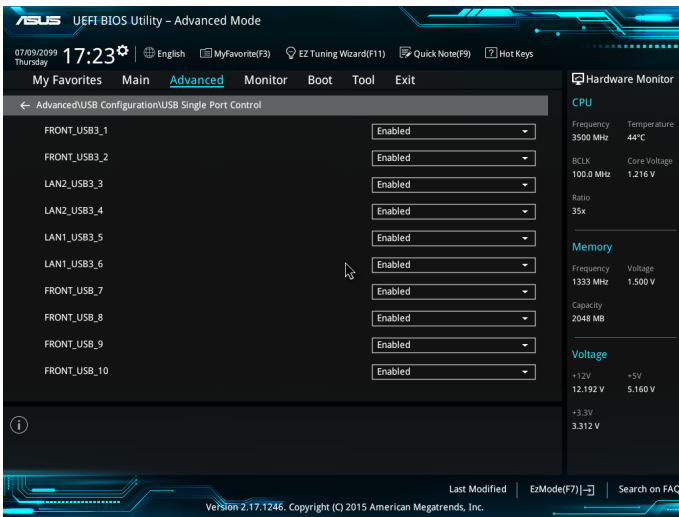 ASUS UEFI BIOS Utility – Advanced Mode
07/09/2099 Thursday 17:23 English MyFavorite(F3) EZ Tuning Wizard(F11) Quick Note(F9) ? Hot Keys
My Favorites Main Advanced Monitor Boot Tool Exit
← Advanced\USB Configuration\USB Single Port Control
FRONT_USB3_1 Enabled
FRONT_USB3_2 Enabled
LAN2_USB3_3 Enabled
LAN2_USB3_4 Enabled
LAN1_USB3_5 Enabled
LAN1_USB3_6 Enabled
FRONT_USB_7 Enabled
FRONT_USB_8 Enabled
FRONT_USB_9 Enabled
FRONT_USB_10 Enabled
Hardware Monitor
CPU
Frequency Temperature
3500 MHz 44°C
BCLK Core Voltage
100.0 MHz 1.216 V
Ratio
35x
Memory
Frequency Voltage
1333 MHz 1.500 V
Capacity
2048 MB
Voltage
+12V +5V
12.192 V 5.160 V
+3.3V
3.312 V
Last Modified EzMode(F7) Search on FAQ
Version 2.17.1246. Copyright (C) 2015 American Megatrends, Inc.